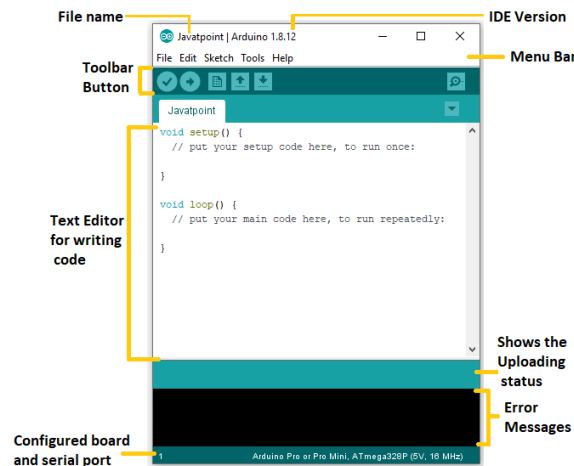 File name
IDE Version
Javatpoint | Arduino 1.8.12
File Edit Sketch Tools Help
Menu Bar
Toolbar
Button
Javatpoint
void setup() {
// put your setup code here, to run once:
}
void loop() {
// put your main code here, to run repeatedly:
}
Text Editor
for writing
code
Shows the
Uploading
status
Error
Messages
Configured board
and serial port
1
Arduino Pro or Pro Mini, ATmega328P (5V, 16 MHz)